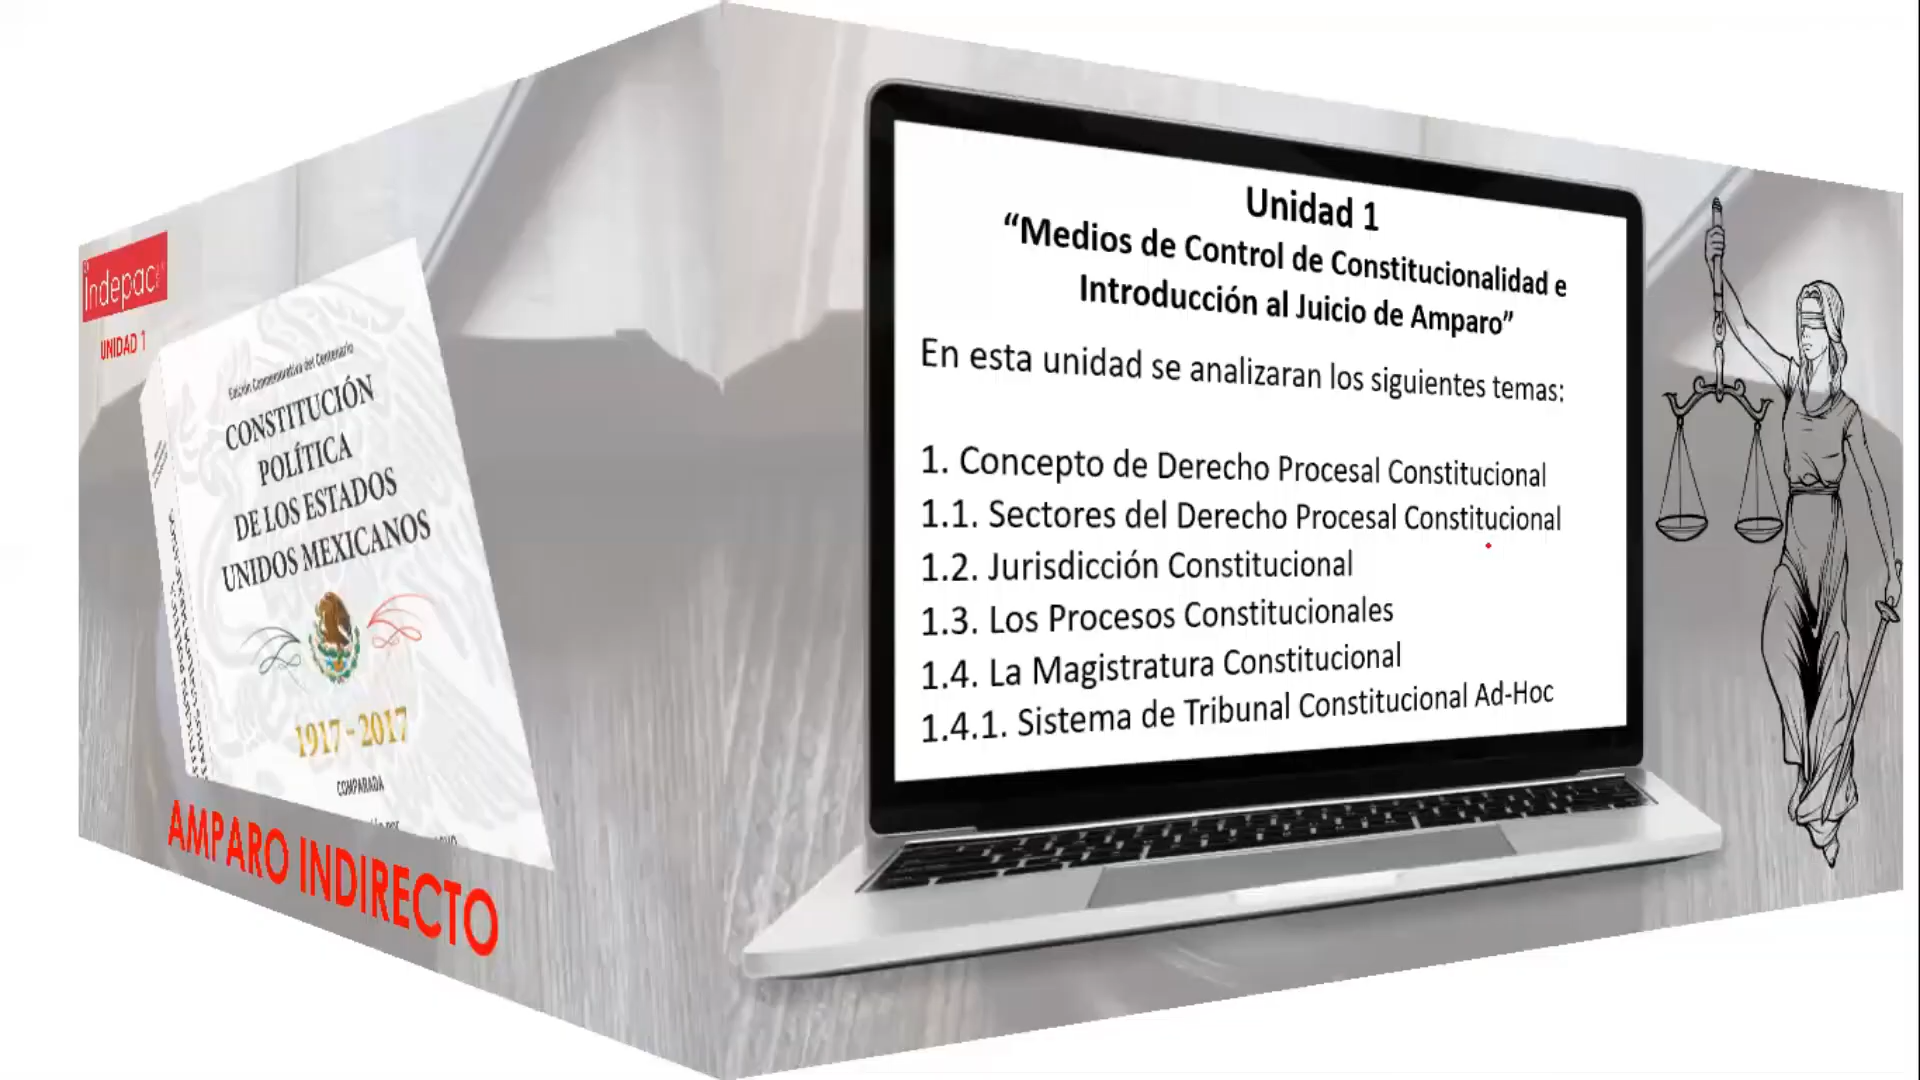 indepac
UNIDAD 1
Edición Conmemorativa del Centenario
CONSTITUCIÓN
POLÍTICA
DE LOS ESTADOS
UNIDOS MEXICANOS
1917 - 2017
COMPARADA
AMPARO INDIRECTO
Unidad 1
“Medios de Control de Constitucionalidad e
Introducción al Juicio de Amparo”
En esta unidad se analizaran los siguientes temas:
1. Concepto de Derecho Procesal Constitucional
1.1. Sectores del Derecho Procesal Constitucional
1.2. Jurisdicción Constitucional
1.3. Los Procesos Constitucionales
1.4. La Magistratura Constitucional
1.4.1. Sistema de Tribunal Constitucional Ad-Hoc